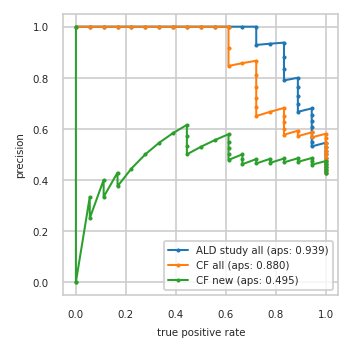 1.0
0.8
0.6
0.4
0.2
0.0
precision
ALD study all (aps: 0.939)
CF all (aps: 0.880)
CF new (aps: 0.495)
0.0 0.2 0.4 0.6 0.8 1.0
true positive rate